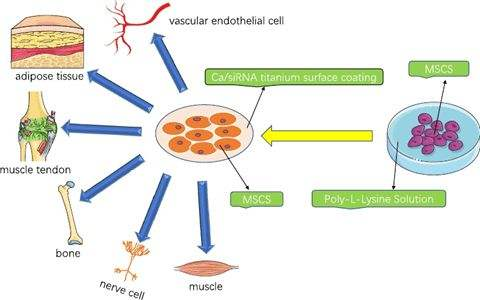 vascular endothelial cell
adipose tissue
Ca/siRNA titanium surface coating
MSCS
muscle tendon
MSCS
Poly-L-Lysine Solution
bone
nerve cell
muscle